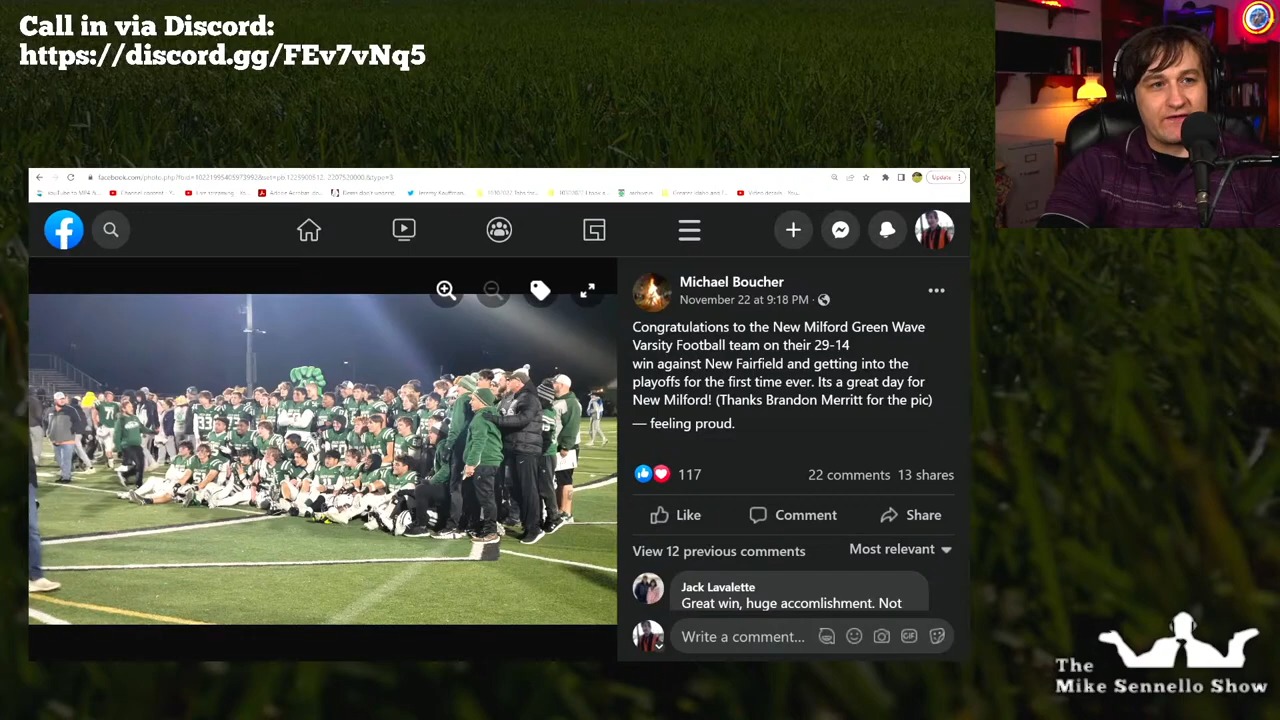 Call in via Discord:
https://discord.gg/FEv7vNq5
Update
Michael Boucher
November 22 at 9:18 PM
Congratulations to the New Milford Green Wave
Varsity Football team on their 29-14
win against New Fairfield and getting into the
playoffs for the first time ever. Its a great day for
New Milford! (Thanks Brandon Merritt for the pic)
— feeling proud.
117
22 comments 13 shares
Like Comment Share
View 12 previous comments Most relevant
Jack Lavalette
Great win, huge accomlishment. Not
Write a comment...
GIF
The
Mike Sennello Show